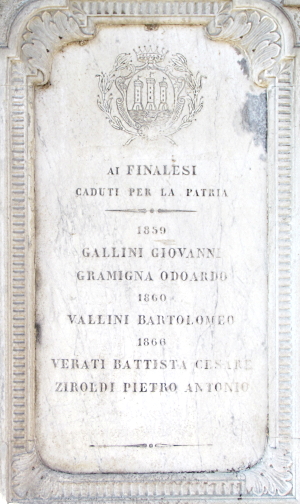 AI FINALESI
CADUTI PER LA PATRIA
1859
GALLINI GIOVANNI
GRAMIGNA ODOARDO
1860
VALLINI BARTOLOMEO
1866
VERATI BATTISTA CESARE
ZIROLDI PIETRO ANTONIO